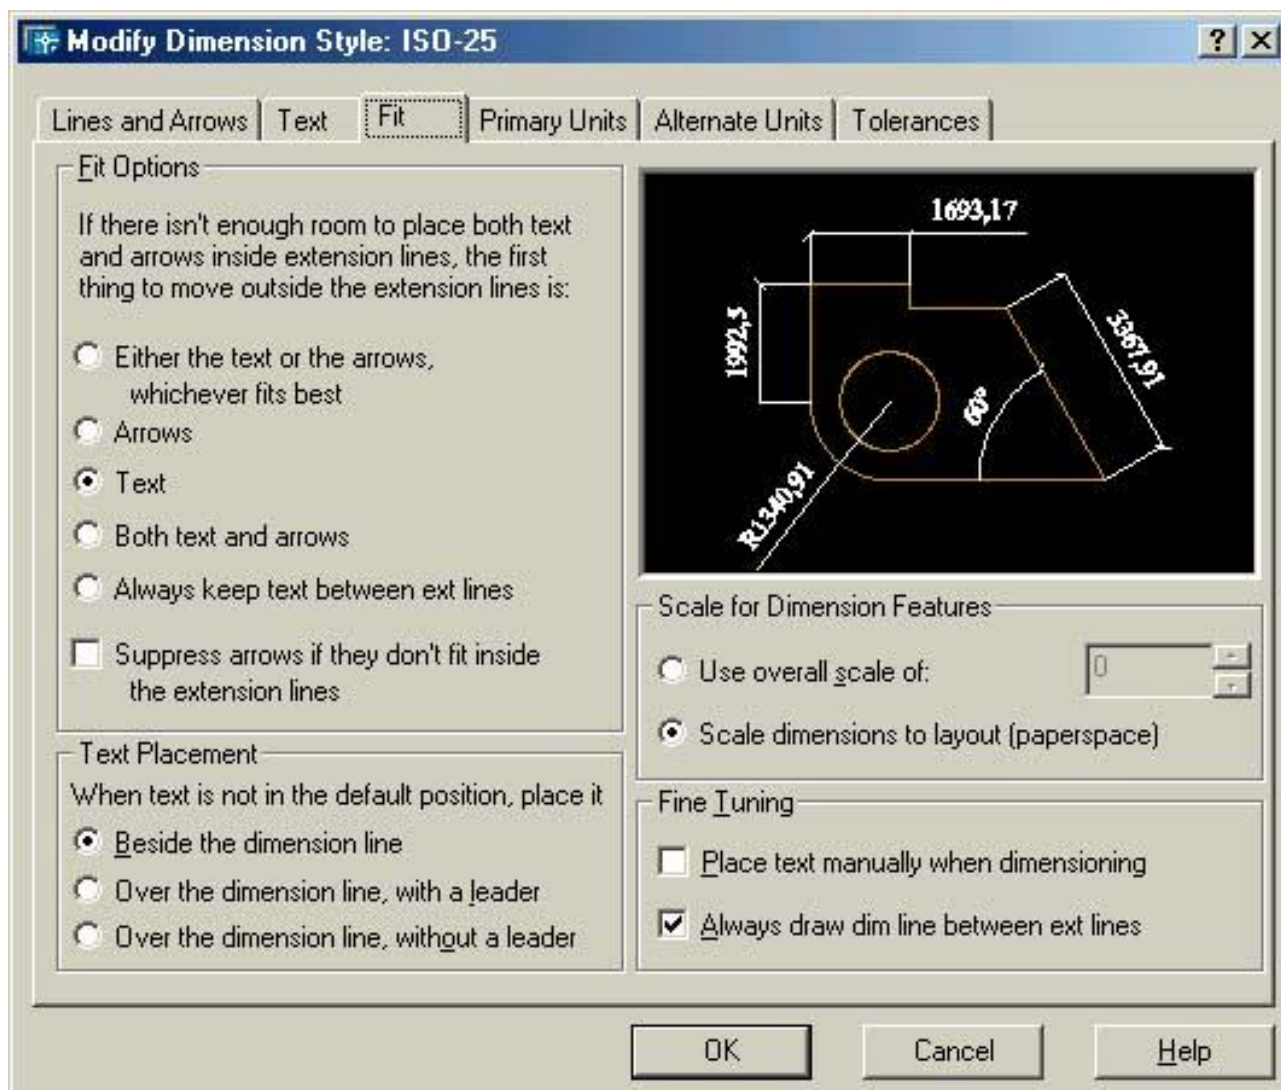 Modify Dimension Style: ISO-25
Lines and Arrows
Text
Fit
Primary Units
Alternate Units
Tolerances
Fit Options
If there isn't enough room to place both text
and arrows inside extension lines, the first
thing to move outside the extension lines is:
Either the text or the arrows,
whichever fits best
Arrows
Text
Both text and arrows
Always keep text between ext lines
Suppress arrows if they don't fit inside
the extension lines
Text Placement
When text is not in the default position, place it
Beside the dimension line
Over the dimension line, with a leader
Over the dimension line, without a leader
1693,17
1992,5
3367,91
60°
R1340,91
Scale for Dimension Features
Use overall scale of:
0
Scale dimensions to layout (paperspace)
Fine Tuning
Place text manually when dimensioning
Always draw dim line between ext lines
OK
Cancel
Help